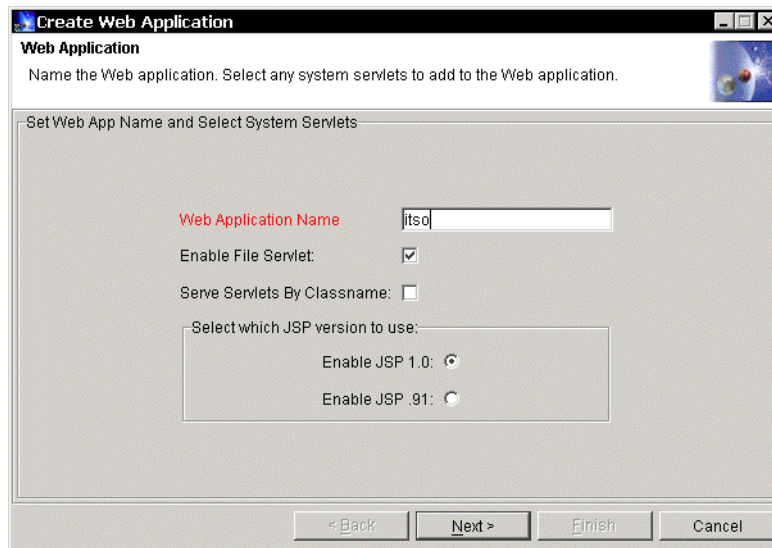 Create Web Application
Web Application
Name the Web application. Select any system servlets to add to the Web application.
Set Web App Name and Select System Servlets
Web Application Name itso
Enable File Servlet:
Serve Servlets By Classname:
Select which JSP version to use:
Enable JSP 1.0:
Enable JSP .91:
< Back Next > Finish Cancel